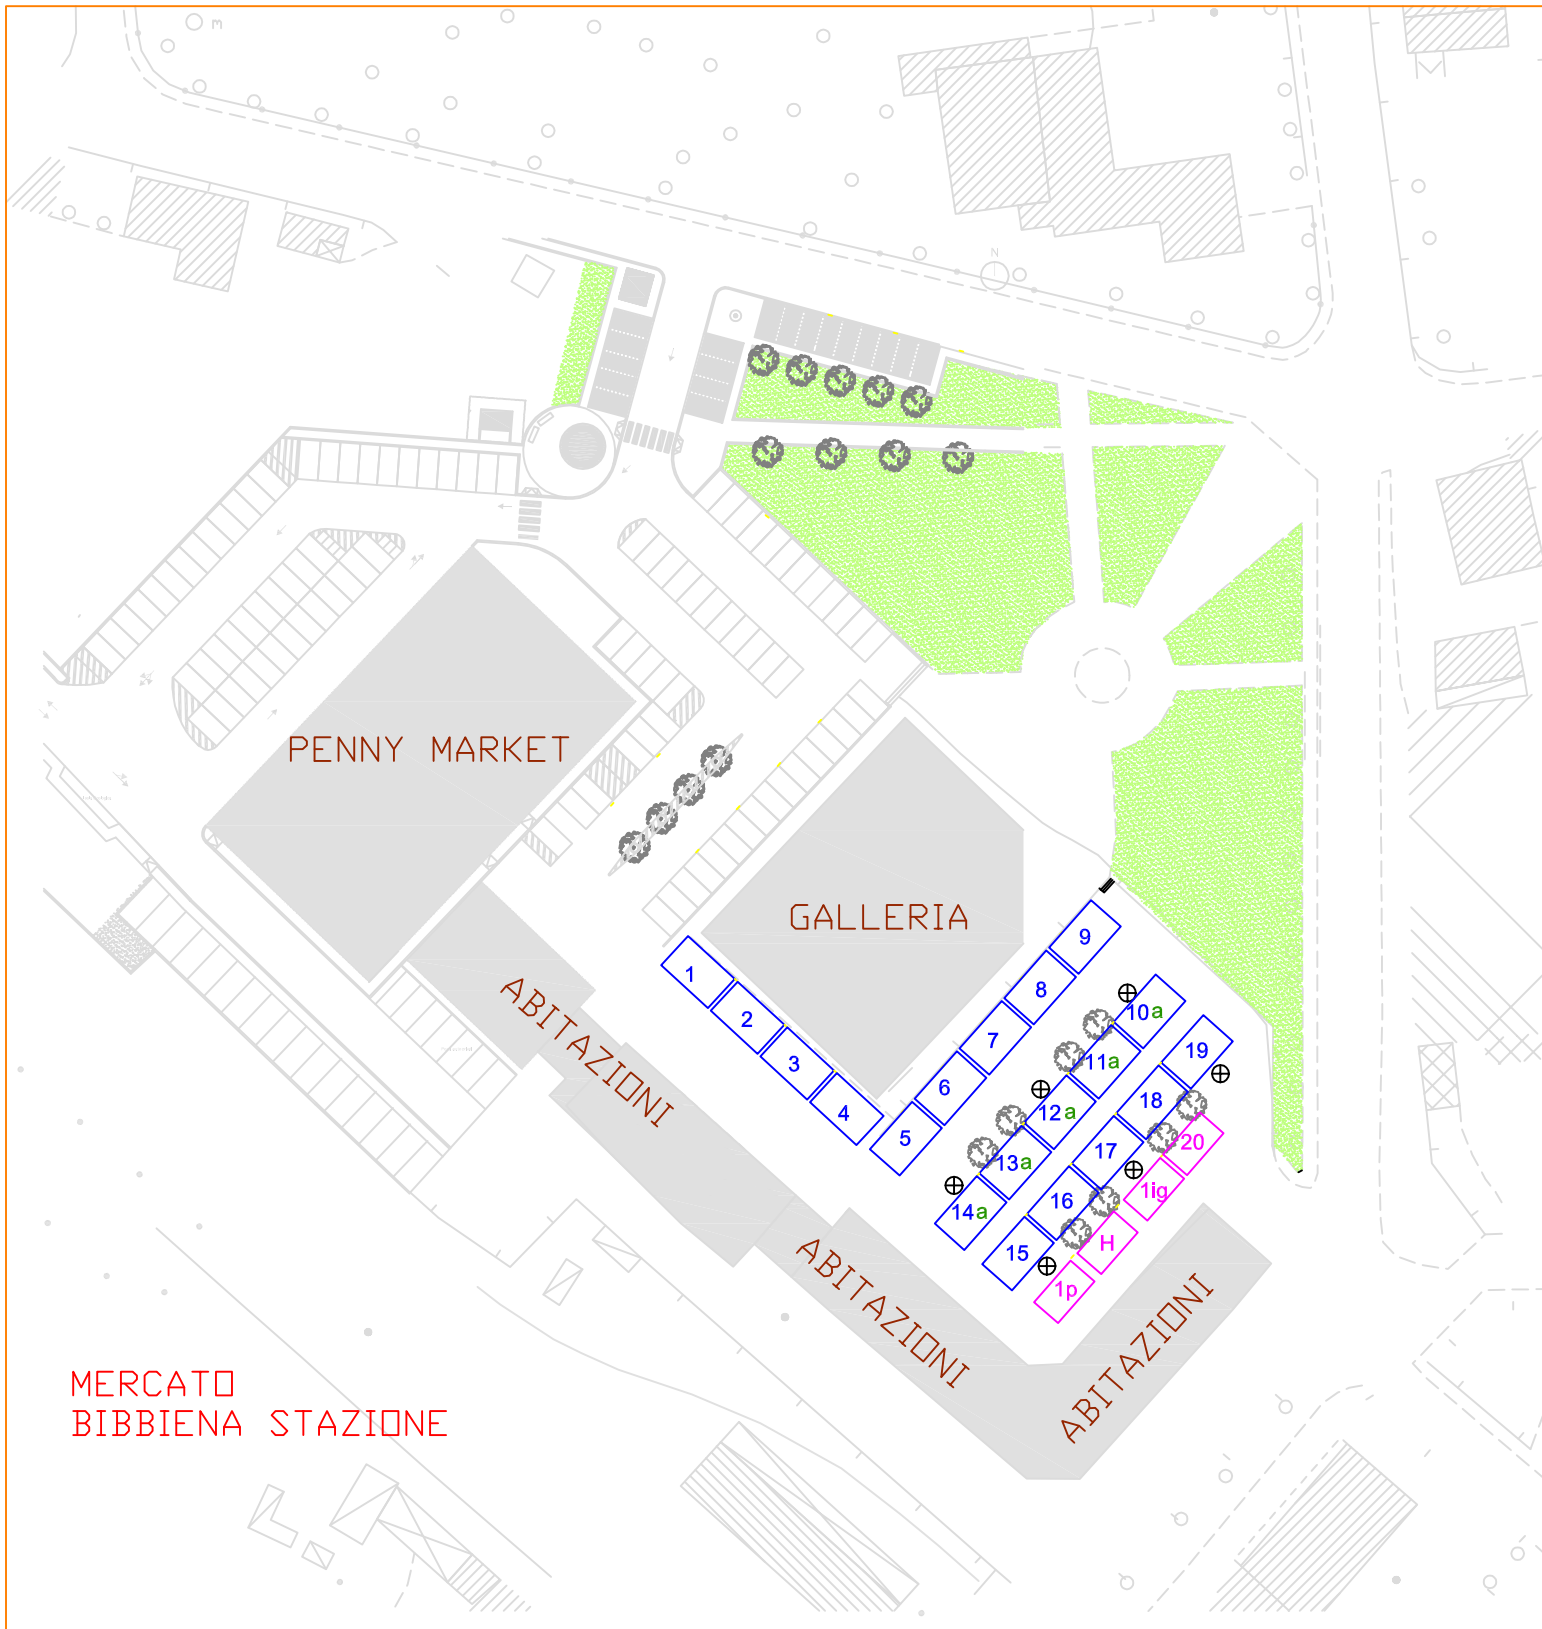 m
N
PENNY MARKET
GALLERIA
ABITAZIONI
ABITAZIONI
ABITAZIONI
1
2
3
4
5
6
7
8
9
10a
11a
12a
13a
14a
15
16
17
18
19
20
1ig
H
1p
MERCATO
BIBBIENA STAZIONE